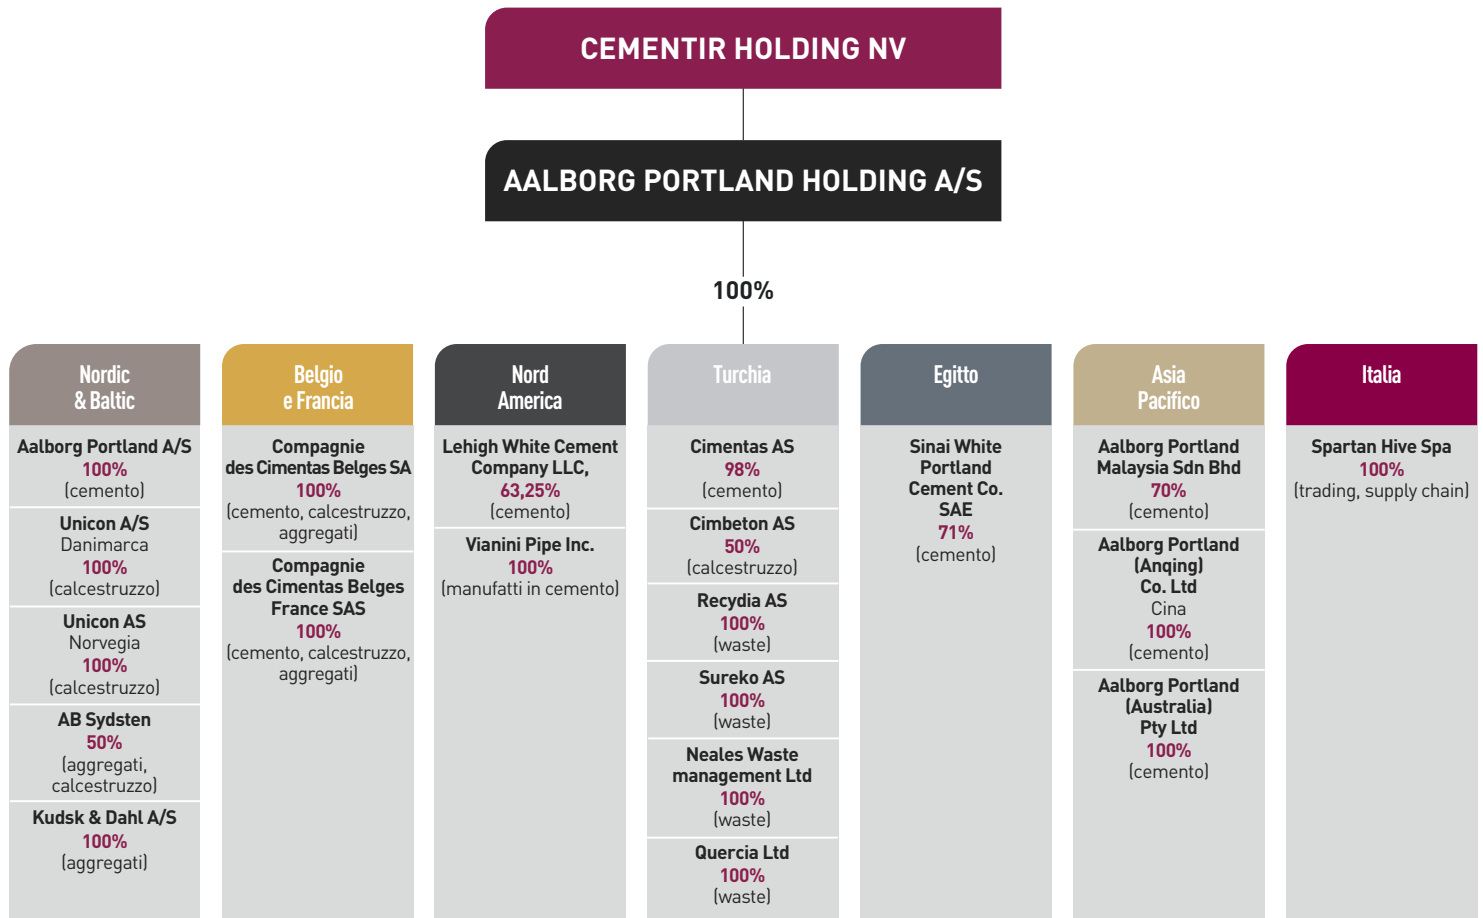 CEMENTIR HOLDING NV
AALBORG PORTLAND HOLDING A/S
100%
Nordic
& Baltic
Aalborg Portland A/S
100%
(cemento)
Unicon A/S
Danimarca
100%
(calcestruzzo)
Unicon AS
Norvegia
100%
(calcestruzzo)
AB Sydsten
50%
(aggregati,
calcestruzzo)
Kudsk & Dahl A/S
100%
(aggregati)
Belgio
e Francia
Compagnie
des Cimentas Belges SA
100%
(cemento, calcestruzzo,
aggregati)
Compagnie
des Cimentas Belges
France SAS
100%
(cemento, calcestruzzo,
aggregati)
Nord
America
Lehigh White Cement
Company LLC,
63,25%
(cemento)
Vianini Pipe Inc.
100%
(manufatti in cemento)
Turchia
Cimentas AS
98%
(cemento)
Cimbeton AS
50%
(calcestruzzo)
Recydia AS
100%
(waste)
Sureko AS
100%
(waste)
Neales Waste
management Ltd
100%
(waste)
Quercia Ltd
100%
(waste)
Egitto
Sinai White
Portland
Cement Co.
SAE
71%
(cemento)
Asia
Pacifico
Aalborg Portland
Malaysia Sdn Bhd
70%
(cemento)
Aalborg Portland
(Anqing)
Co. Ltd
Cina
100%
(cemento)
Aalborg Portland
(Australia)
Pty Ltd
100%
(cemento)
Italia
Spartan Hive Spa
100%
(trading, supply chain)